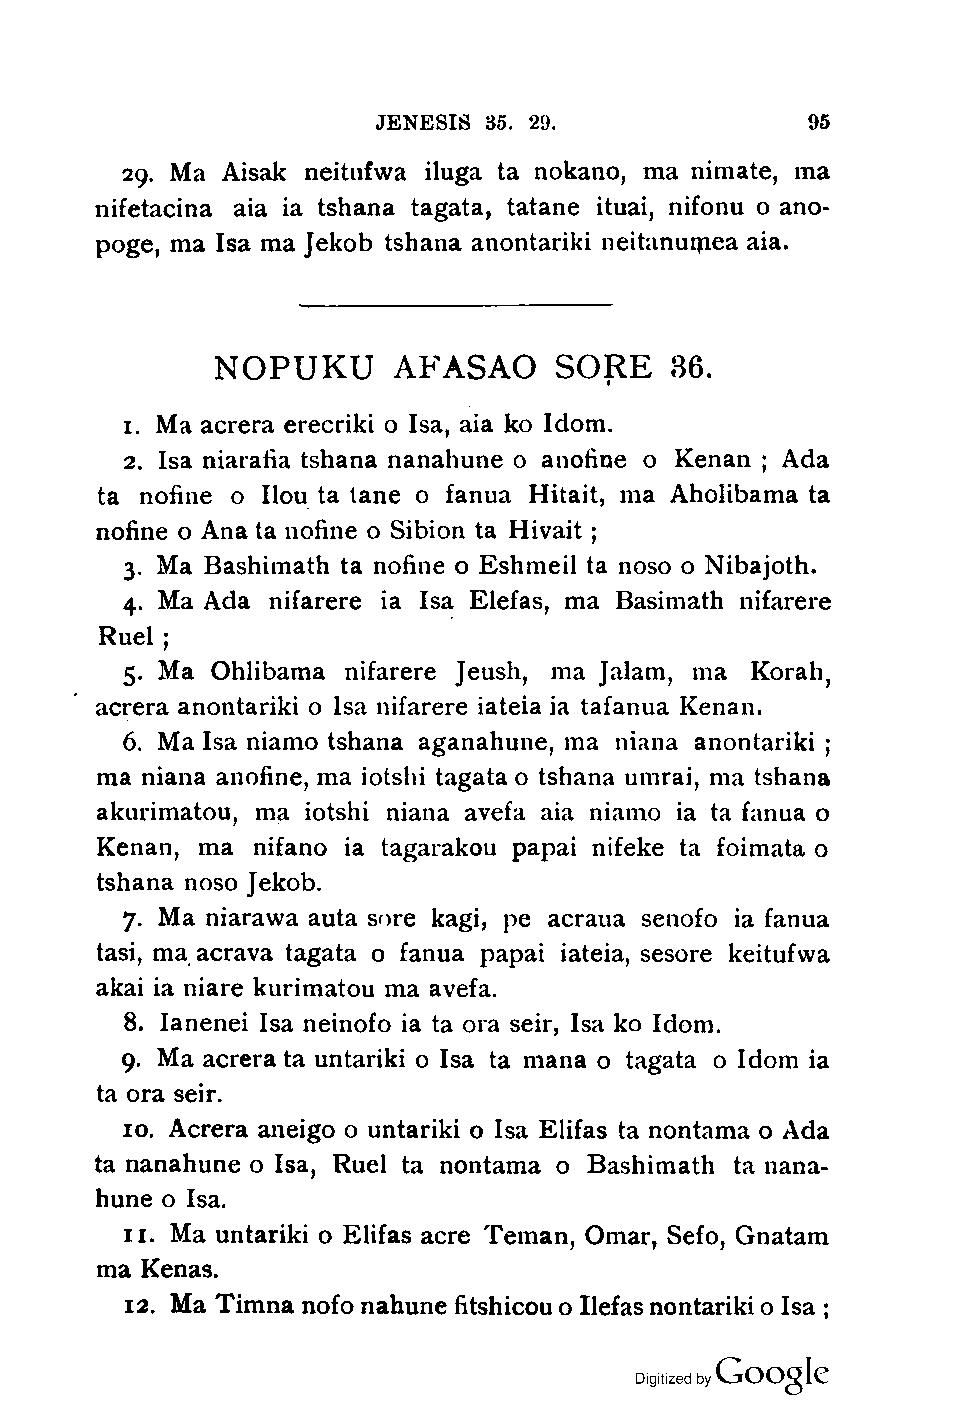 JENESIS 35. 29. 95
29. Ma Aisak neitufwa iluga ta nokano, ma nimate, ma
nifetacina aia ia tshana tagata, tatane ituai, nifonu o ano-
poge, ma Isa ma Jekob tshana anontariki neitanumea aia.
NOPUKU AFASAO SORE 36.
1. Ma acrera erecriki o Isa, aia ko Idom.
2. Isa niarafia tshana nanahune o anofine o Kenan ; Ada
ta nofine o Ilou ta tane o fanua Hitait, ma Aholibama ta
nofine o Ana ta nofine o Sibion ta Hivait ;
3. Ma Bashimath ta nofine o Eshmeil ta noso o Nibajoth.
4. Ma Ada nifarere ia Isa Elefas, ma Basimath nifarere
Ruel ;
5. Ma Ohlibama nifarere Jeush, ma Jalam, ma Korah,
acrera anontariki o Isa nifarere iateia ia tafanua Kenan.
6. Ma Isa niamo tshana aganahune, ma niana anontariki ;
ma niana anofine, ma iotshi tagata o tshana umrai, ma tshana
akurimatou, ma iotshi niana avefa aia niamo ia ta fanua o
Kenan, ma nifano ia tagarakou papai nifeke ta foimata o
tshana noso Jekob.
7. Ma niarawa auta sore kagi, pe acraua senofo ia fanua
tasi, ma acrava tagata o fanua papai iateia, sesore keitufwa
akai ia niare kurimatou ma avefa.
8. Ianenei Isa neinofo ia ta ora seir, Isa ko Idom.
9. Ma acrera ta untariki o Isa ta mana o tagata o Idom ia
ta ora seir.
10. Acrera aneigo o untariki o Isa Elifas ta nontama o Ada
ta nanahune o Isa, Ruel ta nontama o Bashimath ta nana-
hune o Isa.
11. Ma untariki o Elifas acre Teman, Omar, Sefo, Gnatam
ma Kenas.
12. Ma Timna nofo nahune fitshicou o Ilefas nontariki o Isa ;
Digitized by Google